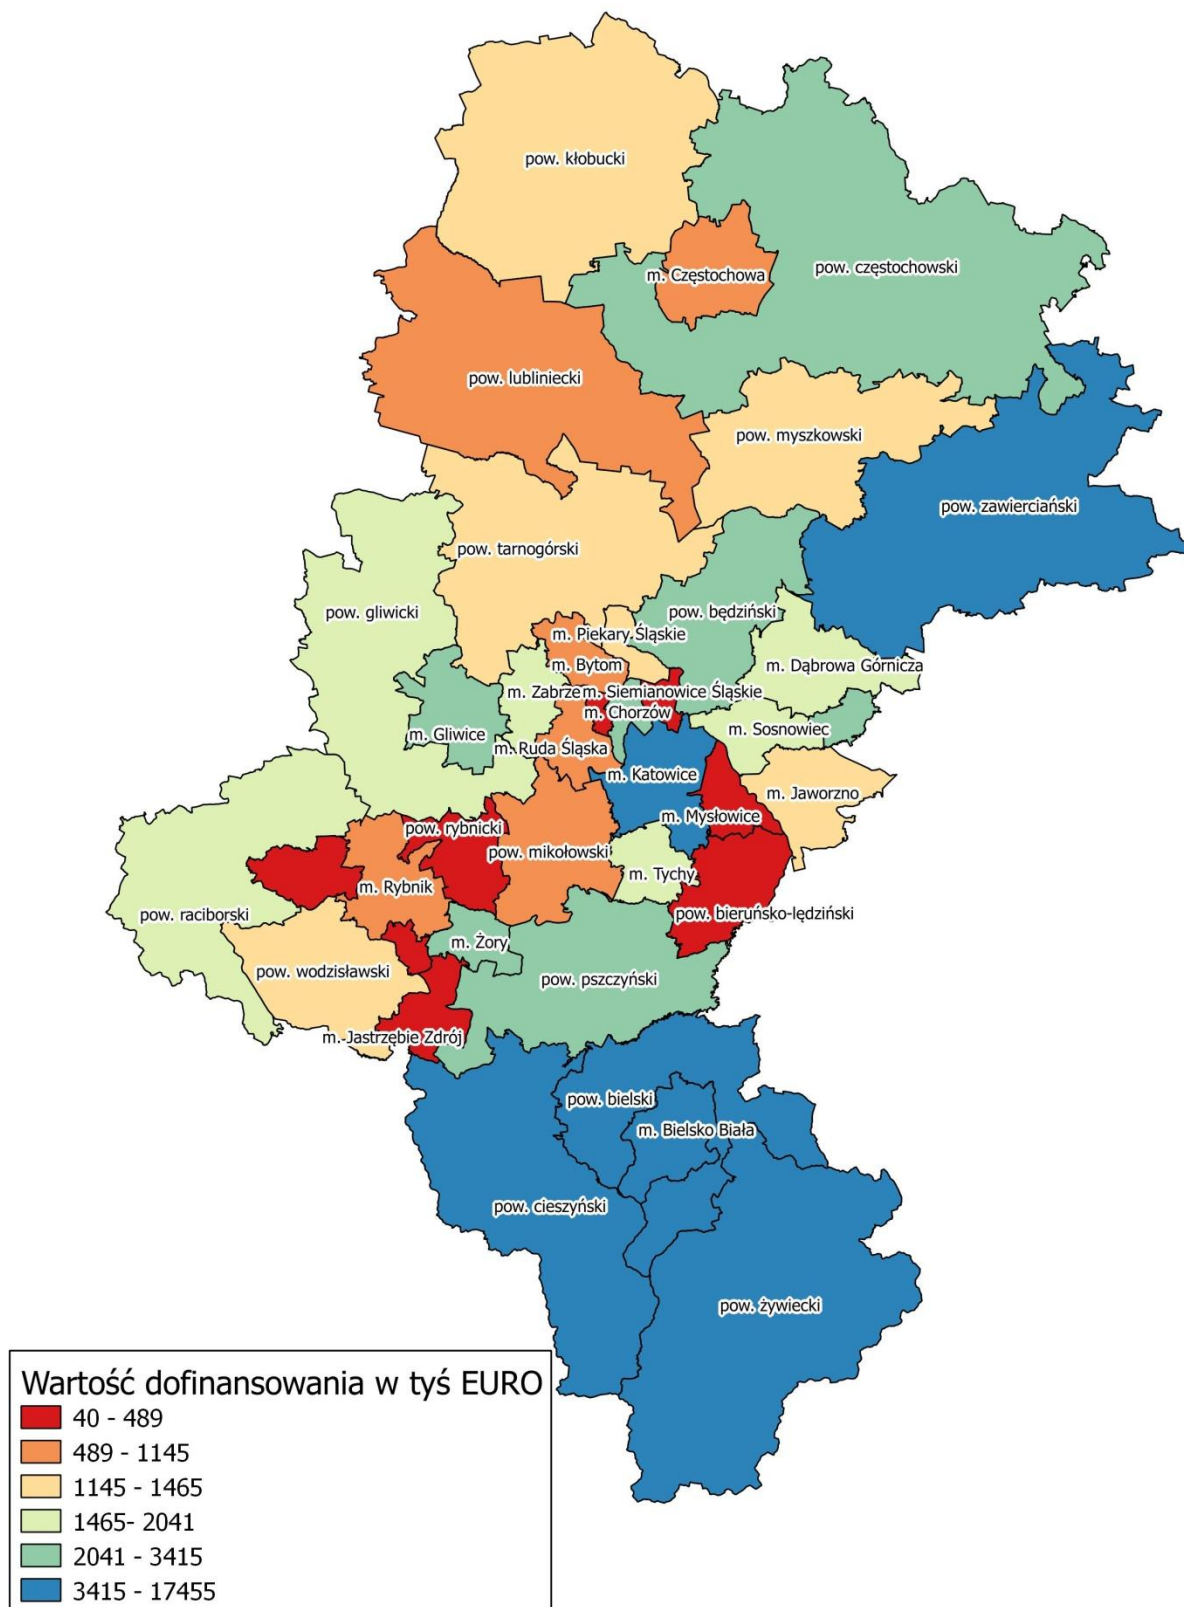 pow. kłobucki
pow. częstochowski
m. Częstochowa
pow. lubliniecki
pow. myszkowski
pow. zawierciański
pow. tarnogórski
pow. gliwicki
pow. będziński
m. Piekary Śląskie
m. Bytom
m. Dąbrowa Górnicza
m. Zabrze
m. Siemianowice Śląskie
m. Chorzów
m. Sosnowiec
m. Gliwice
m. Ruda Śląska
m. Katowice
m. Jaworzno
m. Mysłowice
pow. rybnicki
pow. mikołowski
m. Tychy
m. Rybnik
pow. raciborski
pow. bieruńsko-lędziński
m. Żory
pow. wodzisławski
pow. pszczyński
m. Jastrzębie Zdrój
pow. bielski
m. Bielsko Biała
pow. cieszyński
pow. żywiecki
Wartość dofinansowania w tyś EURO
40 - 489
489 - 1145
1145 - 1465
1465- 2041
2041 - 3415
3415 - 17455